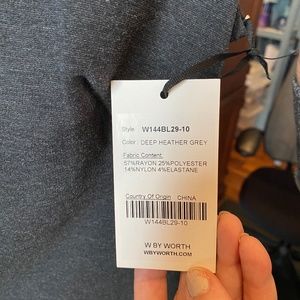 Style: W144BL29-10
Color: DEEP HEATHER GREY
Fabric Content:
57%RAYON 25%POLYESTER
14%NYLON 4%ELASTANE
Country Of Origin CHINA
W144BL29-10
W BY WORTH
WBYWORTH.COM